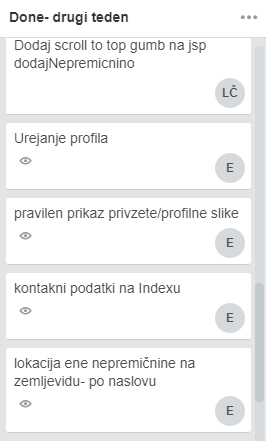 Done- drugi teden
Dodaj scroll to top gumb na jsp
dodajNepremicnino
LČ
Urejanje profila
E
pravilen prikaz privzete/profilne slike
E
kontakni podatki na Indexu
E
lokacija ene nepremičnine na
zemljevidu- po naslovu
E